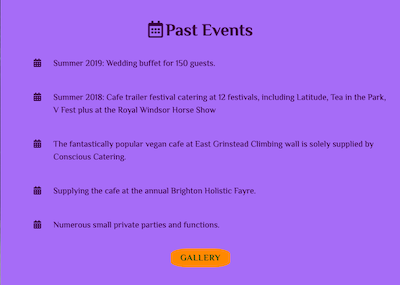 Past Events
Summer 2019: Wedding buffet for 150 guests.
Summer 2018: Cafe trailer festival catering at 12 festivals, including Latitude, Tea in the Park,
V Fest plus at the Royal Windsor Horse Show
The fantastically popular vegan cafe at East Grinstead Climbing wall is solely supplied by
Conscious Catering.
Supplying the cafe at the annual Brighton Holistic Fayre.
Numerous small private parties and functions.
GALLERY